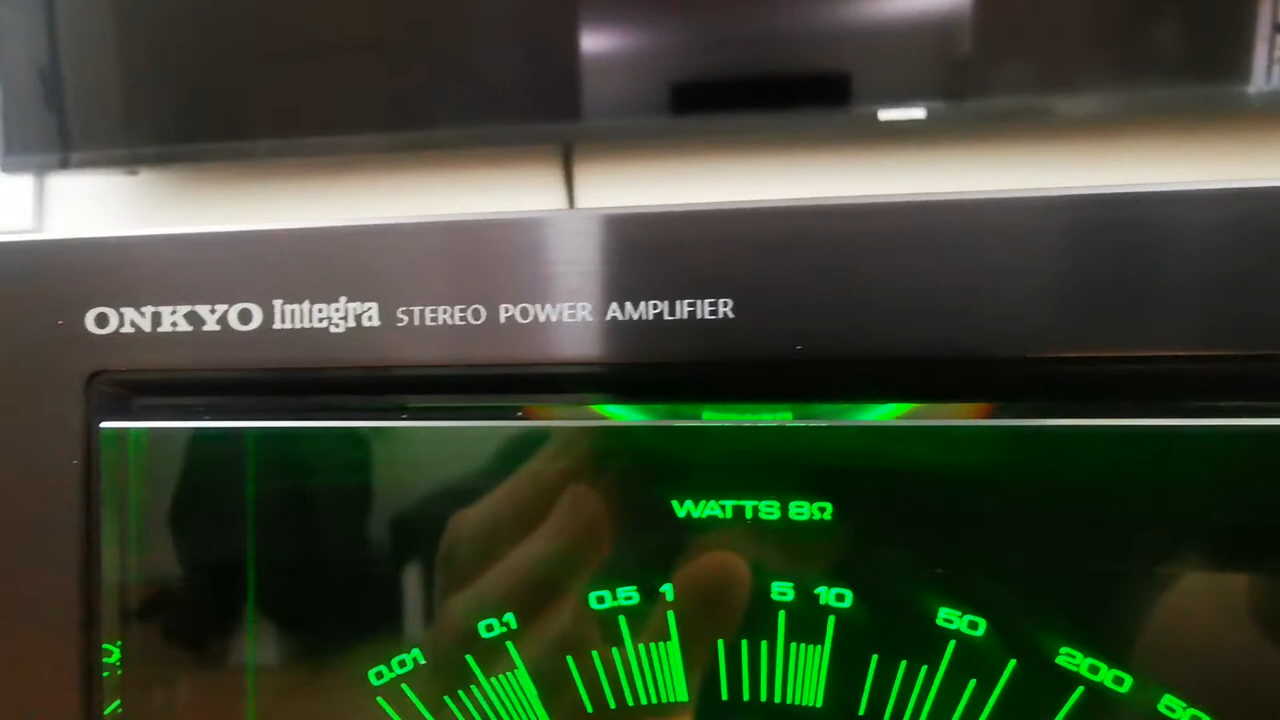 ONKYO Integra STEREO POWER AMPLIFIER
WATTS 8Ω
0.01 0.1 0.5 1 5 10 50 200